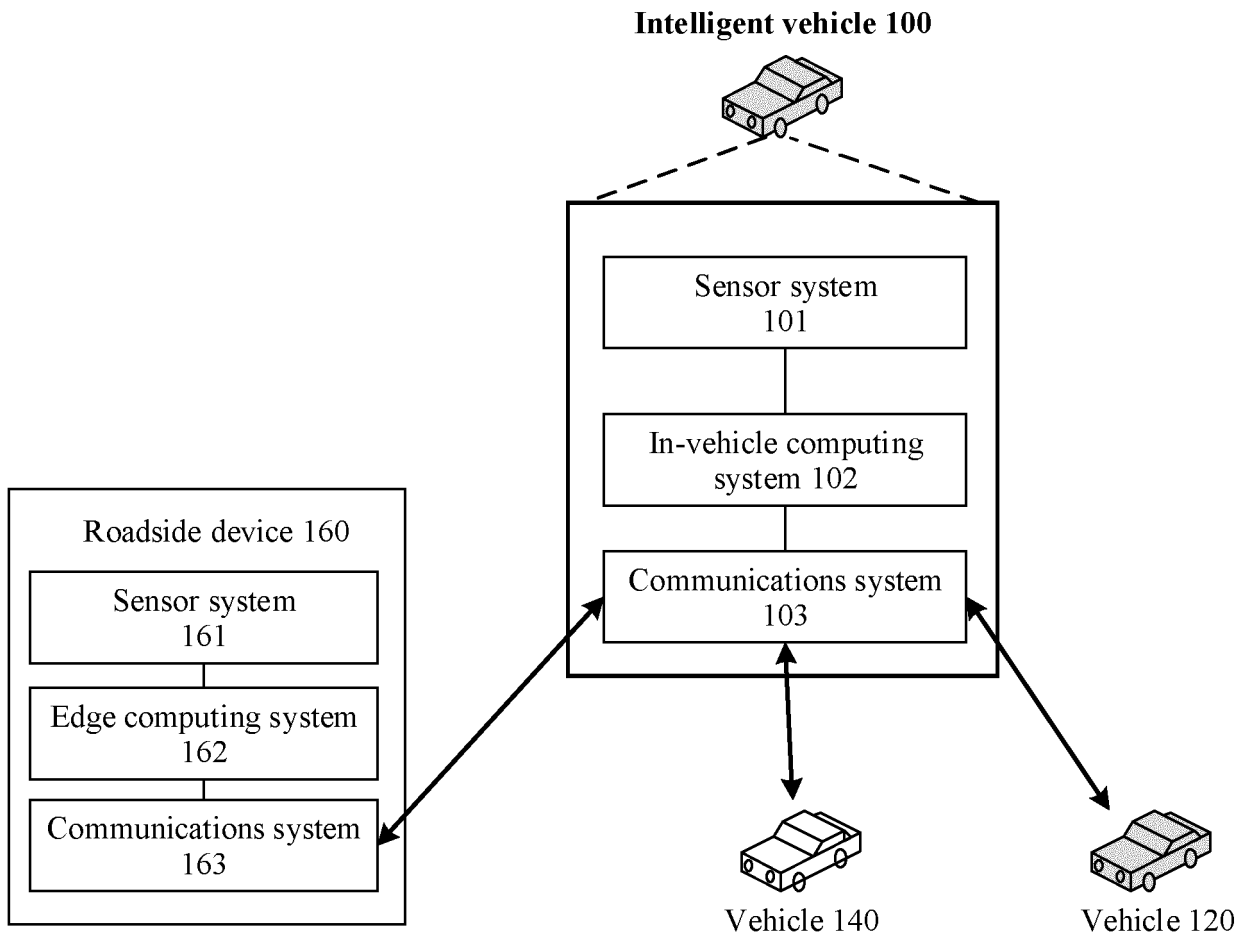 Intelligent vehicle 100
Sensor system
101
In-vehicle computing
system 102
Communications system
103
Roadside device 160
Sensor system
161
Edge computing system
162
Communications system
163
Vehicle 140
Vehicle 120